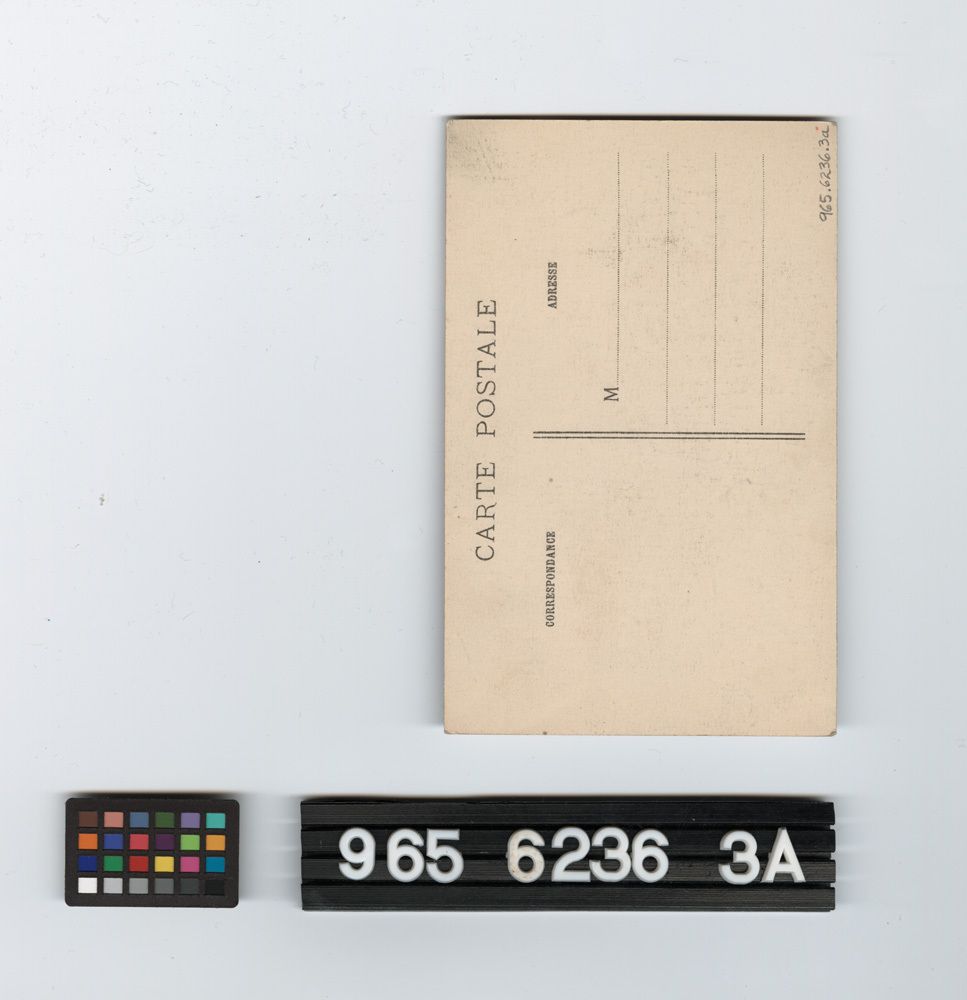 CARTE POSTALE
CORRESPONDANCE
ADRESSE
M
965.6236.3a
965 6236 3A